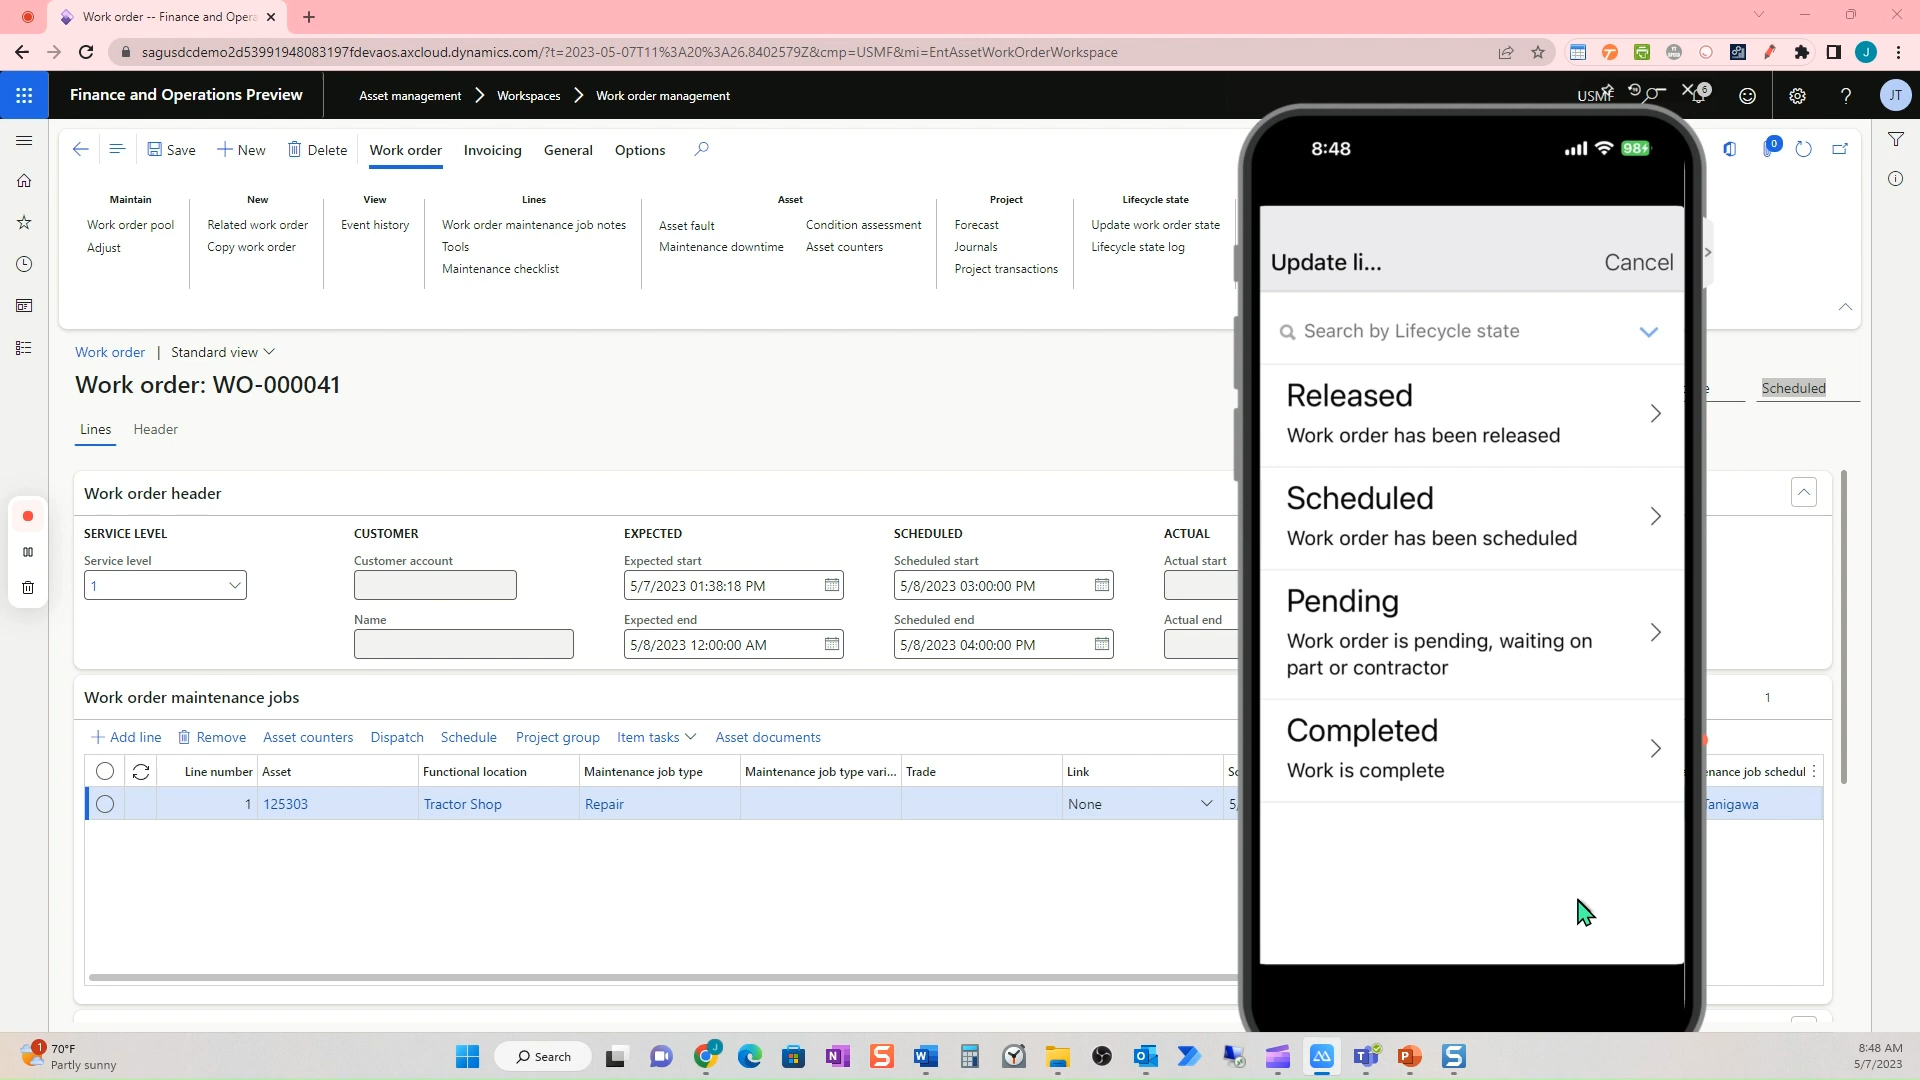 Work order -- Finance and Opera
sagusdcdemo2d53991948083197fdevaos.axcloud.dynamics.com/?t=2023-05-07T11%3A20%3A26.8402579Z&cmp=USMF&mi=EntAssetWorkOrderWorkspace
J
Finance and Operations Preview
Asset management
Workspaces
Work order management
USMF
6
?
JT
Save
New
Delete
Work order
Invoicing
General
Options
0
Maintain
Work order pool
Adjust
New
Related work order
Copy work order
View
Event history
Lines
Work order maintenance job notes
Tools
Maintenance checklist
Asset
Asset fault
Condition assessment
Maintenance downtime
Asset counters
Project
Forecast
Journals
Project transactions
Lifecycle state
Update work order state
Lifecycle state log
Work order | Standard view
Work order: WO-000041
Scheduled
Lines
Header
Work order header
SERVICE LEVEL
Service level
1
CUSTOMER
Customer account
Name
EXPECTED
Expected start
5/7/2023 01:38:18 PM
Expected end
5/8/2023 12:00:00 AM
SCHEDULED
Scheduled start
5/8/2023 03:00:00 PM
Scheduled end
5/8/2023 04:00:00 PM
ACTUAL
Actual start
Actual end
Work order maintenance jobs
1
Add line
Remove
Asset counters
Dispatch
Schedule
Project group
Item tasks
Asset documents
Line number
Asset
Functional location
Maintenance job type
Maintenance job type vari...
Trade
Link
Sc
enance job schedul
1
125303
Tractor Shop
Repair
None
5/
Tanigawa
8:48
98
Update li...
Cancel
Search by Lifecycle state
Released
Work order has been released
Scheduled
Work order has been scheduled
Pending
Work order is pending, waiting on
part or contractor
Completed
Work is complete
1
70°F
Partly sunny
Search
8:48 AM
5/7/2023